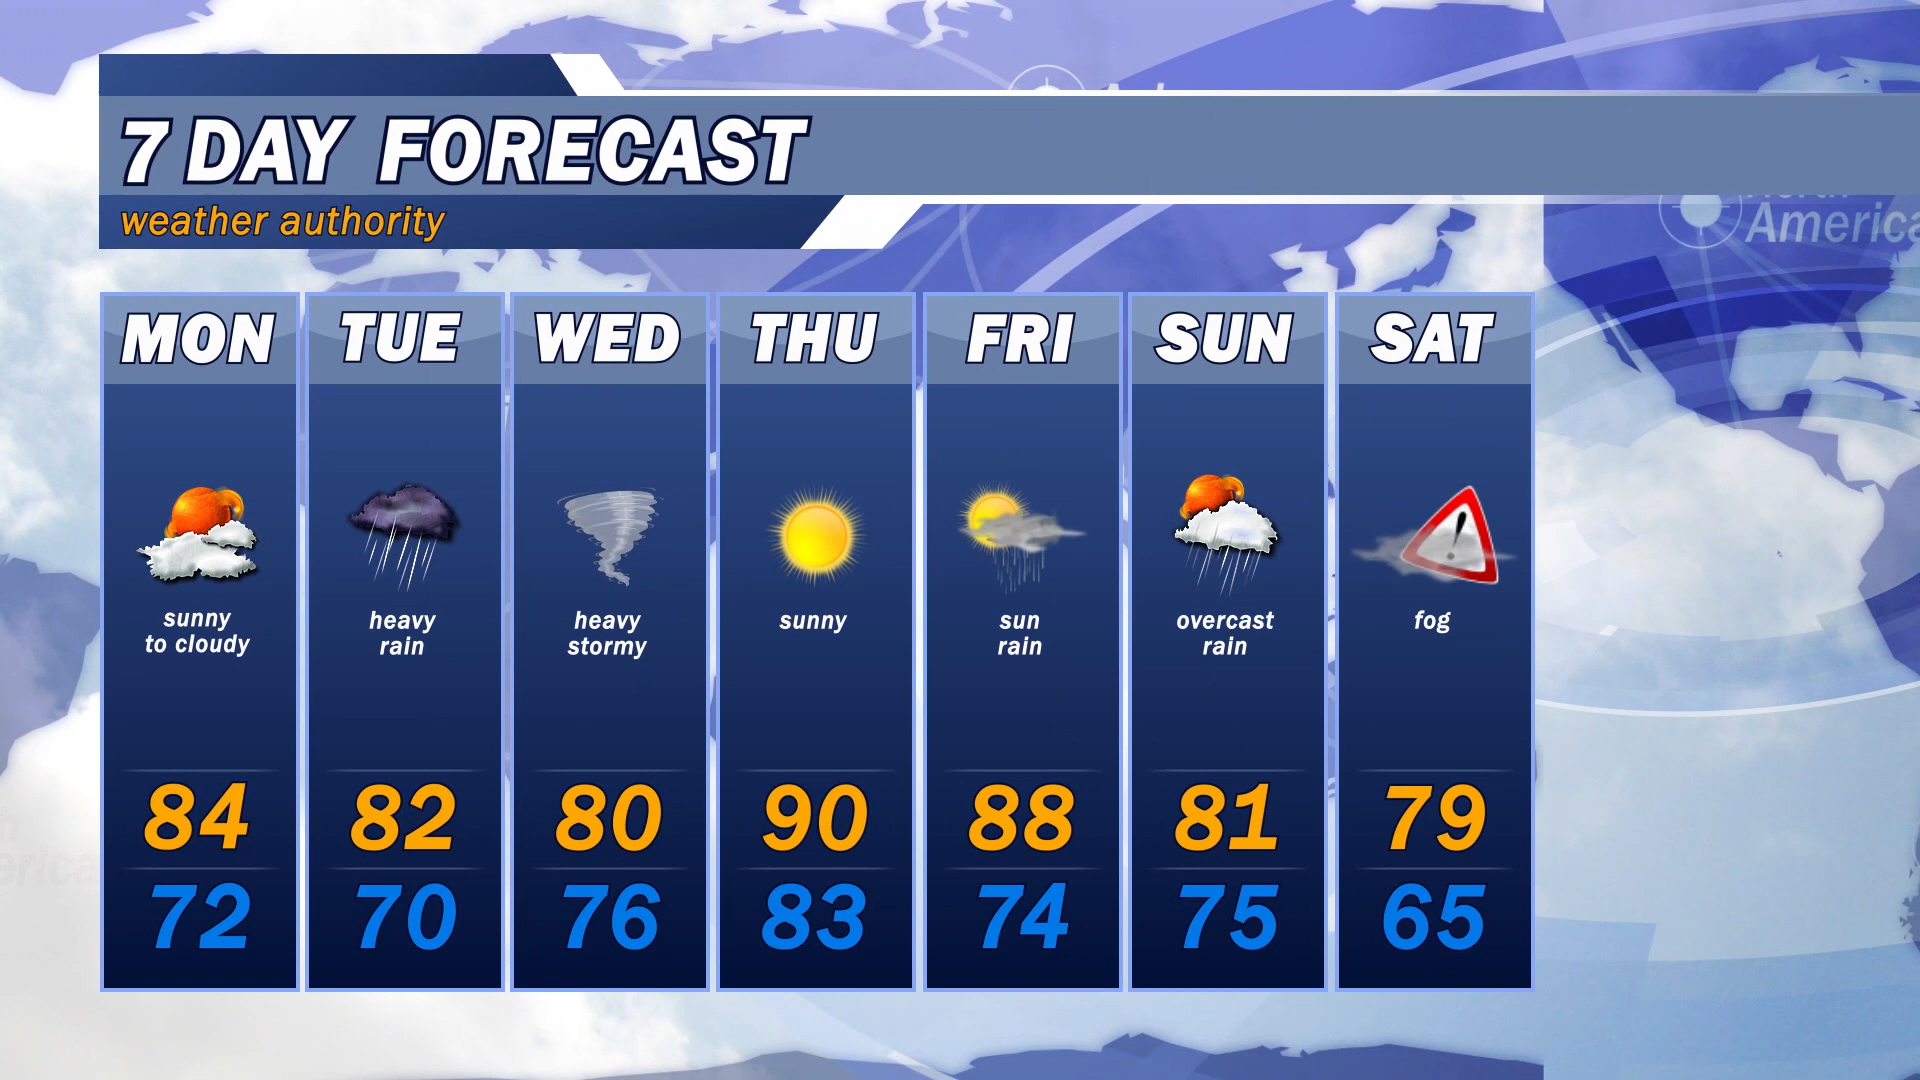 7 DAY FORECAST
weather authority
America
MON TUE WED THU FRI SUN SAT
sunny
to cloudy
heavy
rain
heavy
stormy
sunny
sun
rain
overcast
rain
fog
84 82 80 90 88 81 79
72 70 76 83 74 75 65